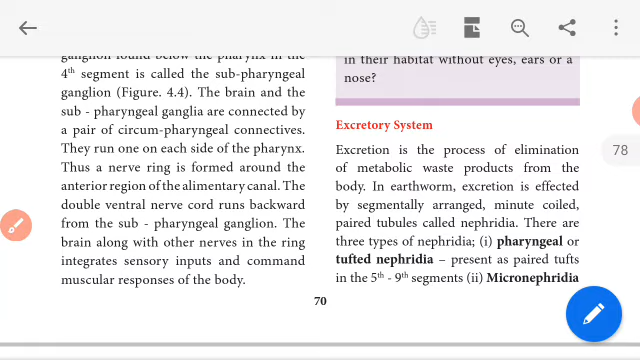 ganglion found below the pharynx in the
4th segment is called the sub-pharyngeal
ganglion (Figure. 4.4). The brain and the
sub - pharyngeal ganglia are connected by
a pair of circum-pharyngeal connectives.
They run one on each side of the pharynx.
Thus a nerve ring is formed around the
anterior region of the alimentary canal. The
double ventral nerve cord runs backward
from the sub - pharyngeal ganglion. The
brain along with other nerves in the ring
integrates sensory inputs and command
muscular responses of the body.
in their habitat without eyes, ears or a
nose?
Excretory System
Excretion is the process of elimination
of metabolic waste products from the
body. In earthworm, excretion is effected
by segmentally arranged, minute coiled,
paired tubules called nephridia. There are
three types of nephridia; (i) pharyngeal or
tufted nephridia – present as paired tufts
in the 5th - 9th segments (ii) Micronephridia
70
78